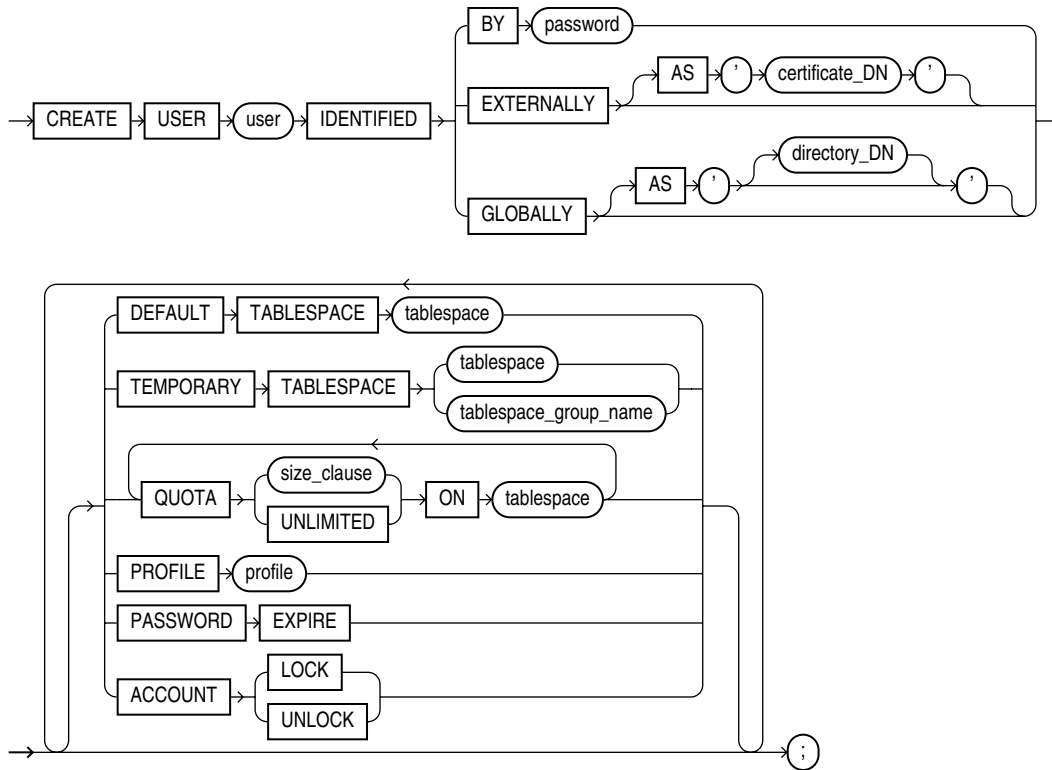 BY password
AS ' certificate_DN '
CREATE USER user IDENTIFIED EXTERNALLY
directory_DN
AS ' '
GLOBALLY
DEFAULT TABLESPACE tablespace
tablespace
TEMPORARY TABLESPACE
tablespace_group_name
size_clause
QUOTA ON tablespace
UNLIMITED
PROFILE profile
PASSWORD EXPIRE
LOCK
ACCOUNT
UNLOCK
;